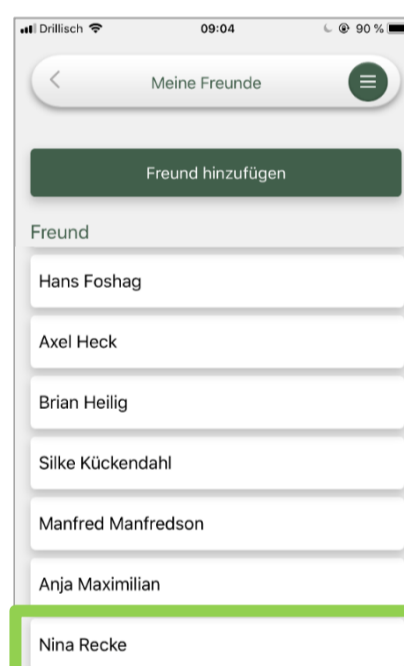 Drillisch 09:04 90 %
Meine Freunde
Freund hinzufügen
Freund
Hans Foshag
Axel Heck
Brian Heilig
Silke Kückendahl
Manfred Manfredson
Anja Maximilian
Nina Recke